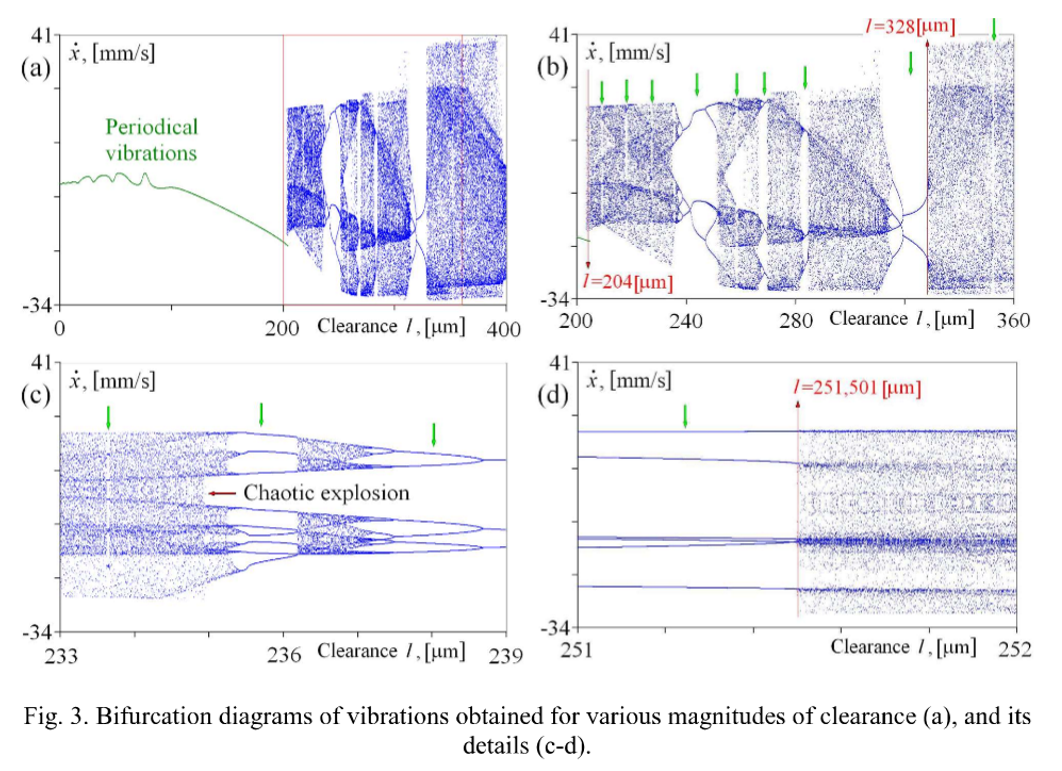 41
(a)
ẋ, [mm/s]
Periodical
vibrations
-34
0
200
Clearance l, [μm]
400
41
(b)
ẋ, [mm/s]
l=328[μm]
l=204[μm]
-34
200
240
280
Clearance l, [μm]
360
41
(c)
ẋ, [mm/s]
Chaotic explosion
-34
233
236
Clearance l, [μm]
239
41
(d)
ẋ, [mm/s]
l=251,501[μm]
-34
251
Clearance l, [μm]
252
Fig. 3. Bifurcation diagrams of vibrations obtained for various magnitudes of clearance (a), and its
details (c-d).